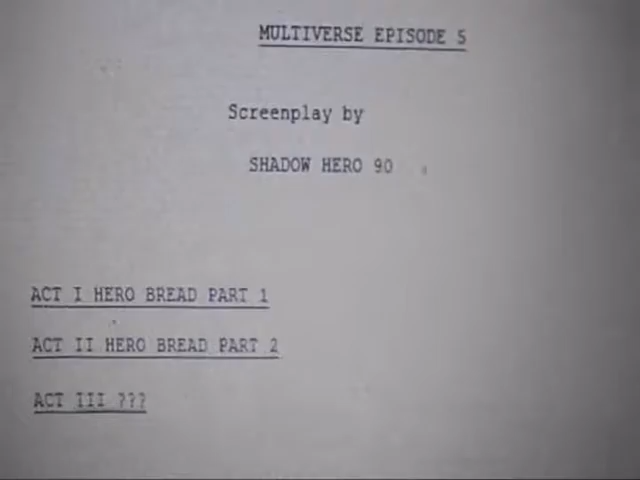 MULTIVERSE EPISODE 5
Screenplay by
SHADOW HERO 90
ACT I HERO BREAD PART 1
ACT II HERO BREAD PART 2
ACT III ???